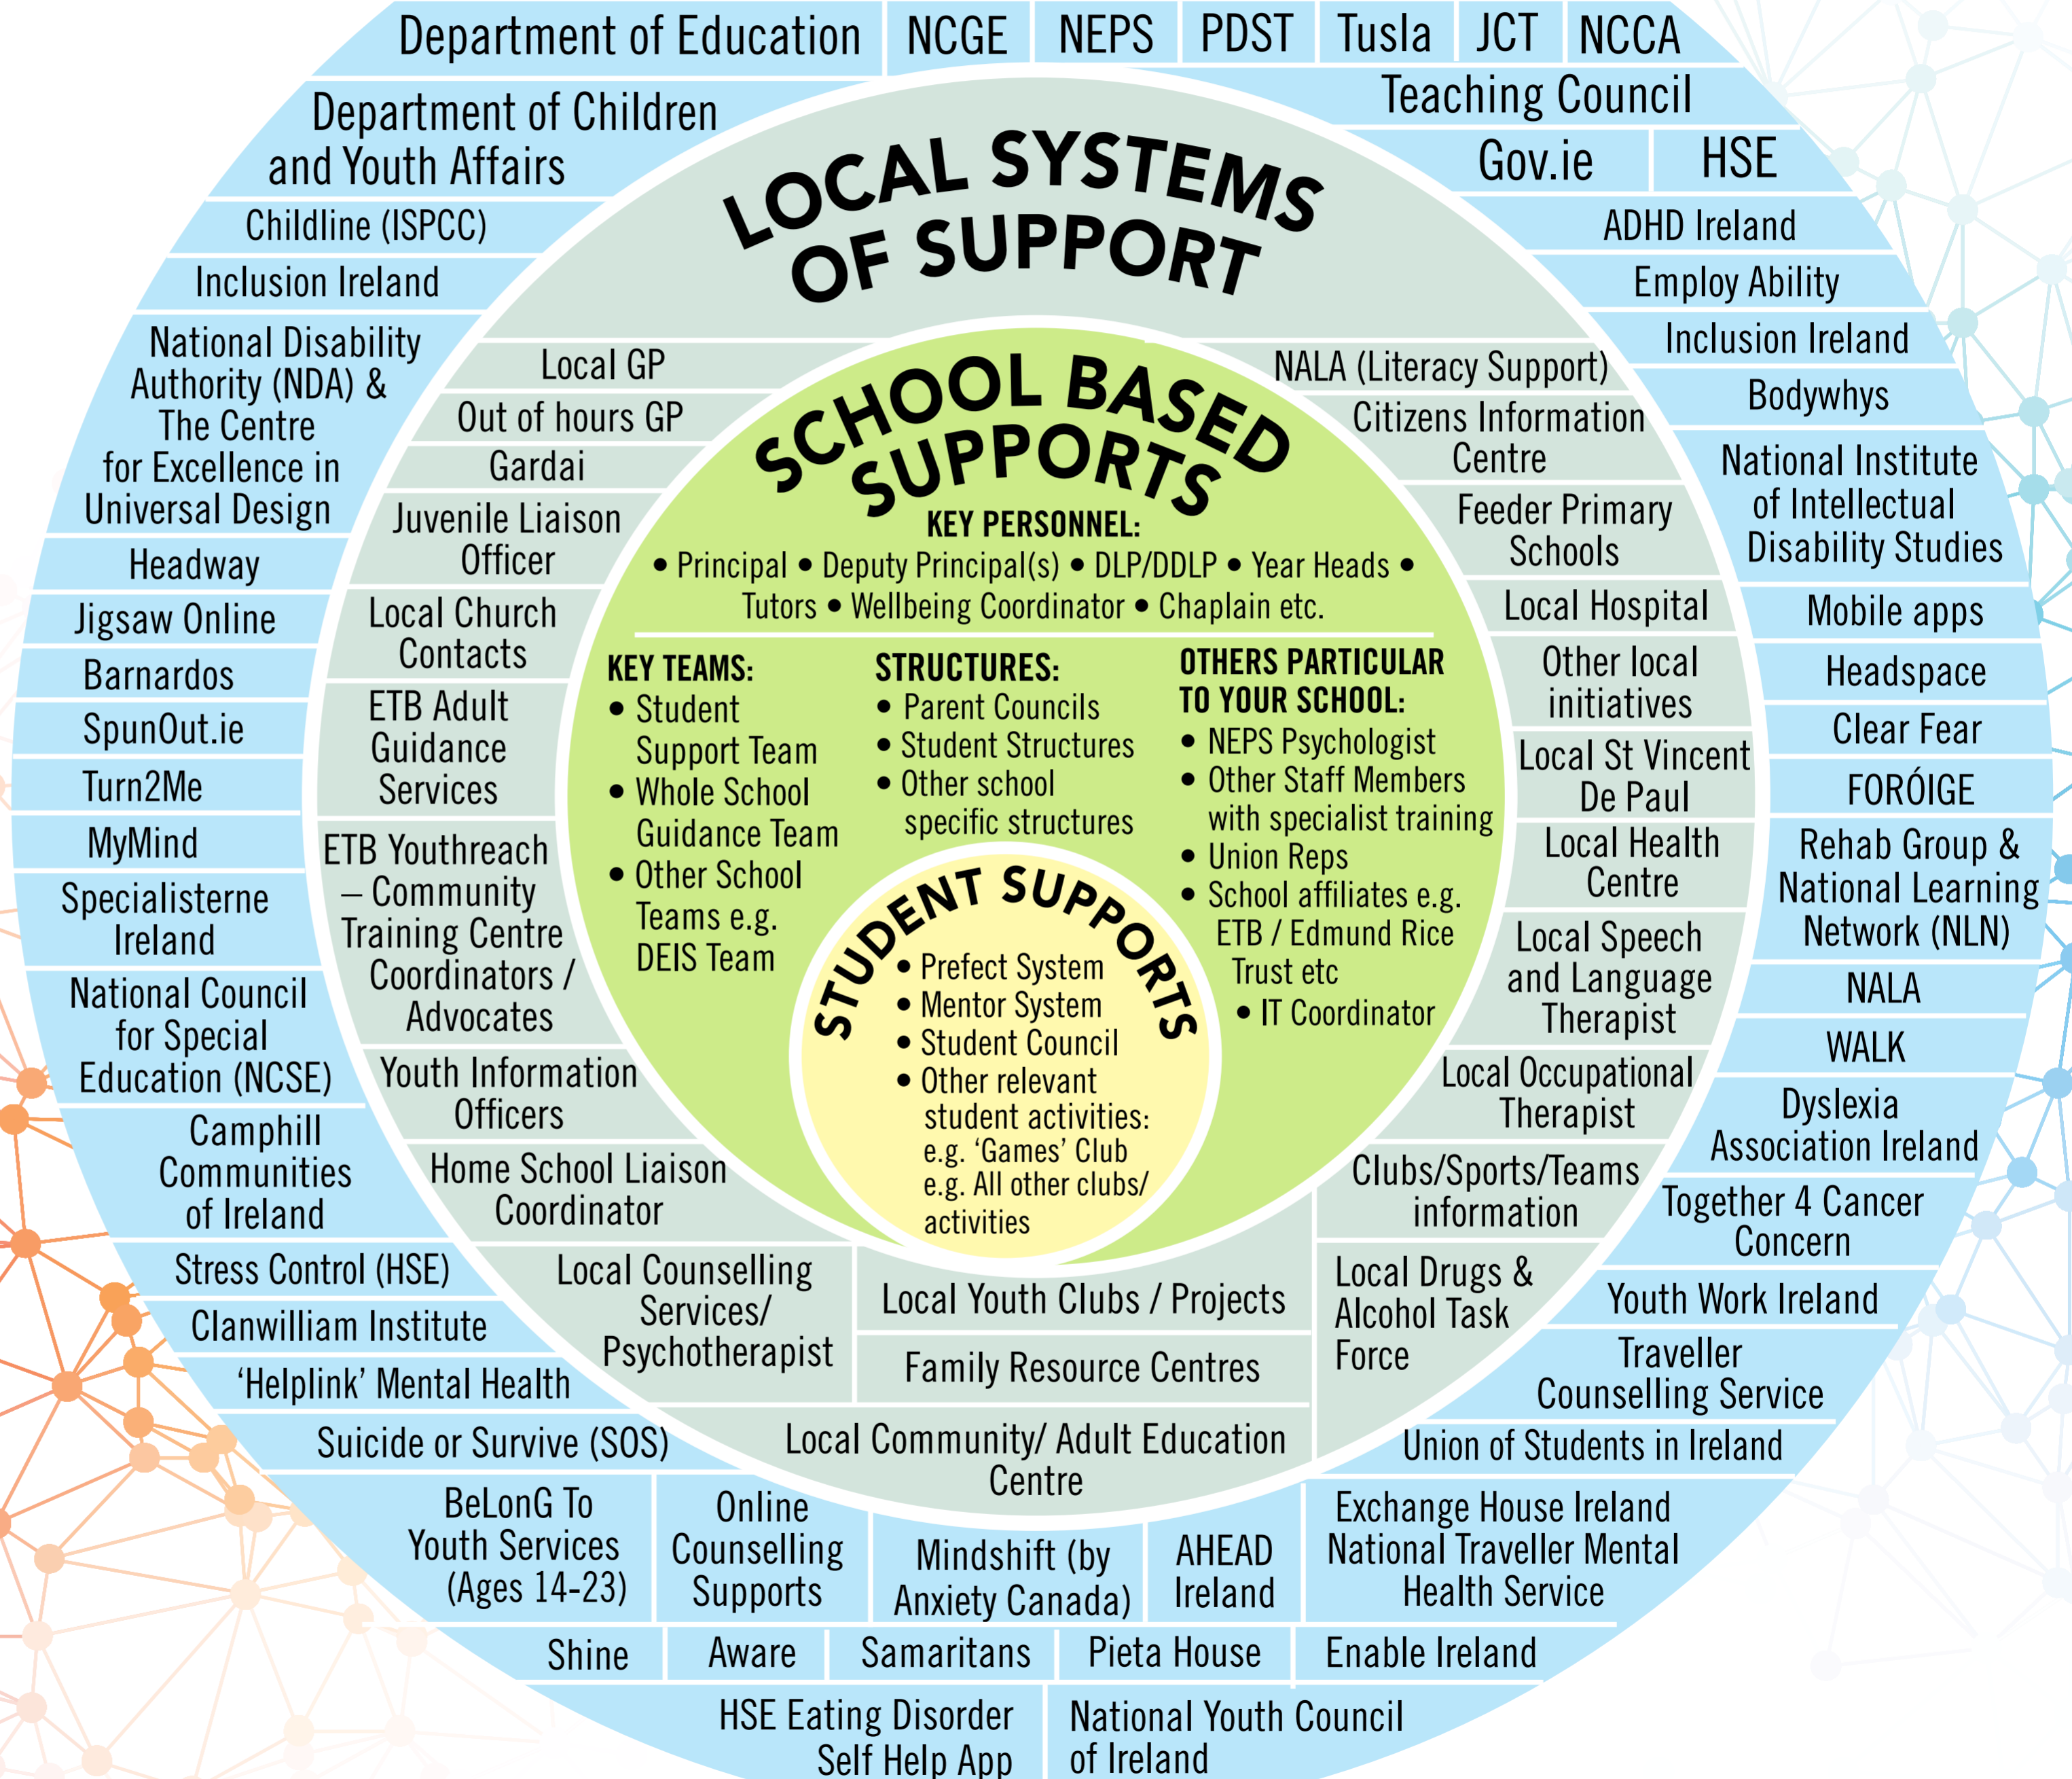 Department of Education
NCGE
NEPS
PDST
Tusla
JCT
NCCA
Department of Children
and Youth Affairs
Childline (ISPCC)
Inclusion Ireland
National Disability
Authority (NDA) &
The Centre
for Excellence in
Universal Design
Headway
Jigsaw Online
Barnardos
SpunOut.ie
Turn2Me
MyMind
Specialisterne
Ireland
National Council
for Special
Education (NCSE)
Camphill
Communities
of Ireland
Stress Control (HSE)
Clanwilliam Institute
‘Helplink’ Mental Health
Suicide or Survive (SOS)
BeLonG To
Youth Services
(Ages 14-23)
Online
Counselling
Supports
Mindshift (by
Anxiety Canada)
AHEAD
Ireland
Exchange House Ireland
National Traveller Mental
Health Service
Shine
Aware
Samaritans
Pieta House
Enable Ireland
HSE Eating Disorder
Self Help App
National Youth Council
of Ireland
Teaching Council
Gov.ie
HSE
ADHD Ireland
Employ Ability
Inclusion Ireland
Bodywhys
National Institute
of Intellectual
Disability Studies
Mobile apps
Headspace
Clear Fear
FORÓIGE
Rehab Group &
National Learning
Network (NLN)
NALA
WALK
Dyslexia
Association Ireland
Together 4 Cancer
Concern
Youth Work Ireland
Traveller
Counselling Service
Union of Students in Ireland
LOCAL SYSTEMS
OF SUPPORT
Local GP
Out of hours GP
Gardai
Juvenile Liaison
Officer
Local Church
Contacts
ETB Adult
Guidance
Services
ETB Youthreach
– Community
Training Centre
Coordinators /
Advocates
Youth Information
Officers
Home School Liaison
Coordinator
Local Counselling
Services/
Psychotherapist
Local Youth Clubs / Projects
Family Resource Centres
Local Community/ Adult Education
Centre
NALA (Literacy Support)
Citizens Information
Centre
Feeder Primary
Schools
Local Hospital
Other local
initiatives
Local St Vincent
De Paul
Local Health
Centre
Local Speech
and Language
Therapist
Local Occupational
Therapist
Clubs/Sports/Teams
information
Local Drugs &
Alcohol Task
Force
SCHOOL BASED
SUPPORTS
KEY PERSONNEL:
• Principal • Deputy Principal(s) • DLP/DDLP • Year Heads •
Tutors • Wellbeing Coordinator • Chaplain etc.
KEY TEAMS:
• Student
Support Team
• Whole School
Guidance Team
• Other School
Teams e.g.
DEIS Team
STRUCTURES:
• Parent Councils
• Student Structures
• Other school
specific structures
OTHERS PARTICULAR
TO YOUR SCHOOL:
• NEPS Psychologist
• Other Staff Members
with specialist training
• Union Reps
• School affiliates e.g.
ETB / Edmund Rice
Trust etc
• IT Coordinator
STUDENT SUPPORTS
• Prefect System
• Mentor System
• Student Council
• Other relevant
student activities:
e.g. ‘Games’ Club
e.g. All other clubs/
activities